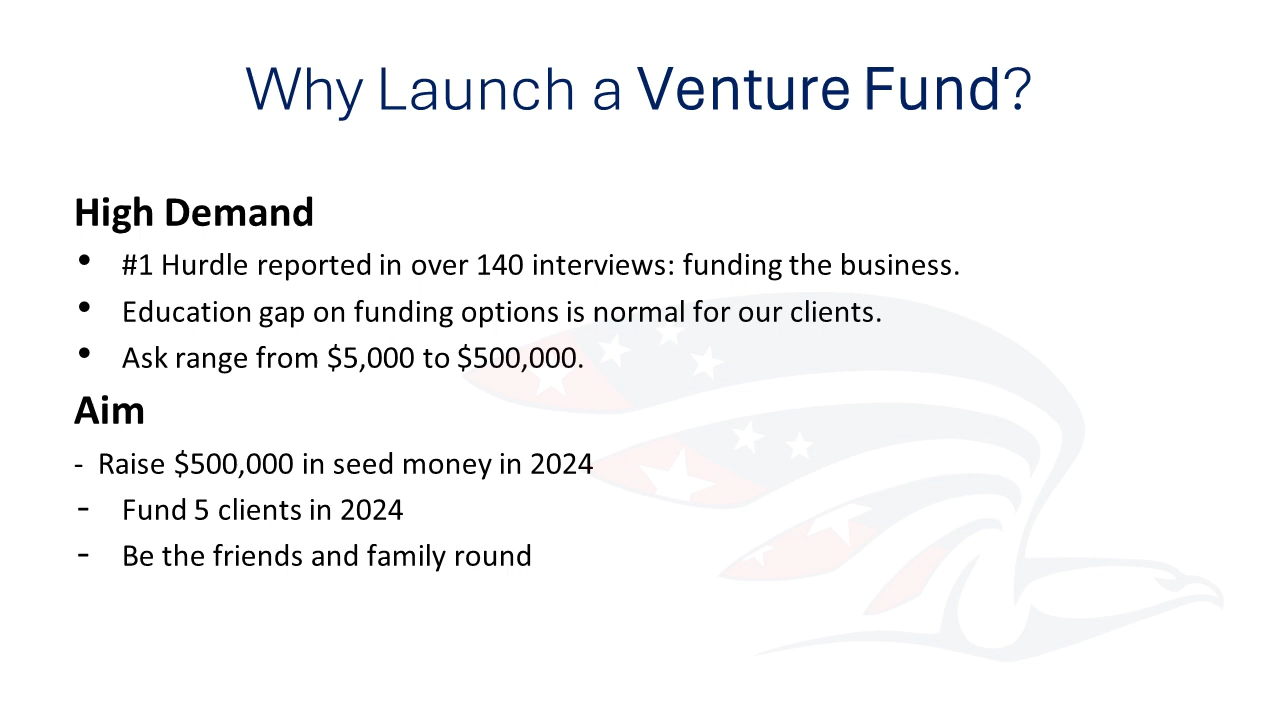 Why Launch a Venture Fund?
High Demand
• #1 Hurdle reported in over 140 interviews: funding the business.
• Education gap on funding options is normal for our clients.
• Ask range from $5,000 to $500,000.
Aim
- Raise $500,000 in seed money in 2024
- Fund 5 clients in 2024
- Be the friends and family round